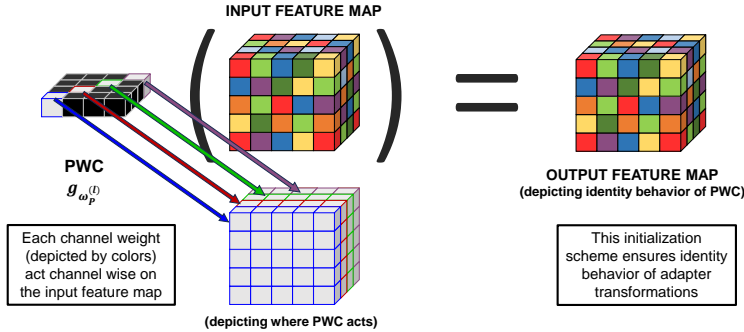 INPUT FEATURE MAP
PWC
g_{ω_P^{(l)}}
OUTPUT FEATURE MAP
(depicting identity behavior of PWC)
Each channel weight
(depicted by colors)
act channel wise on
the input feature map
This initialization
scheme ensures identity
behavior of adapter
transformations
(depicting where PWC acts)